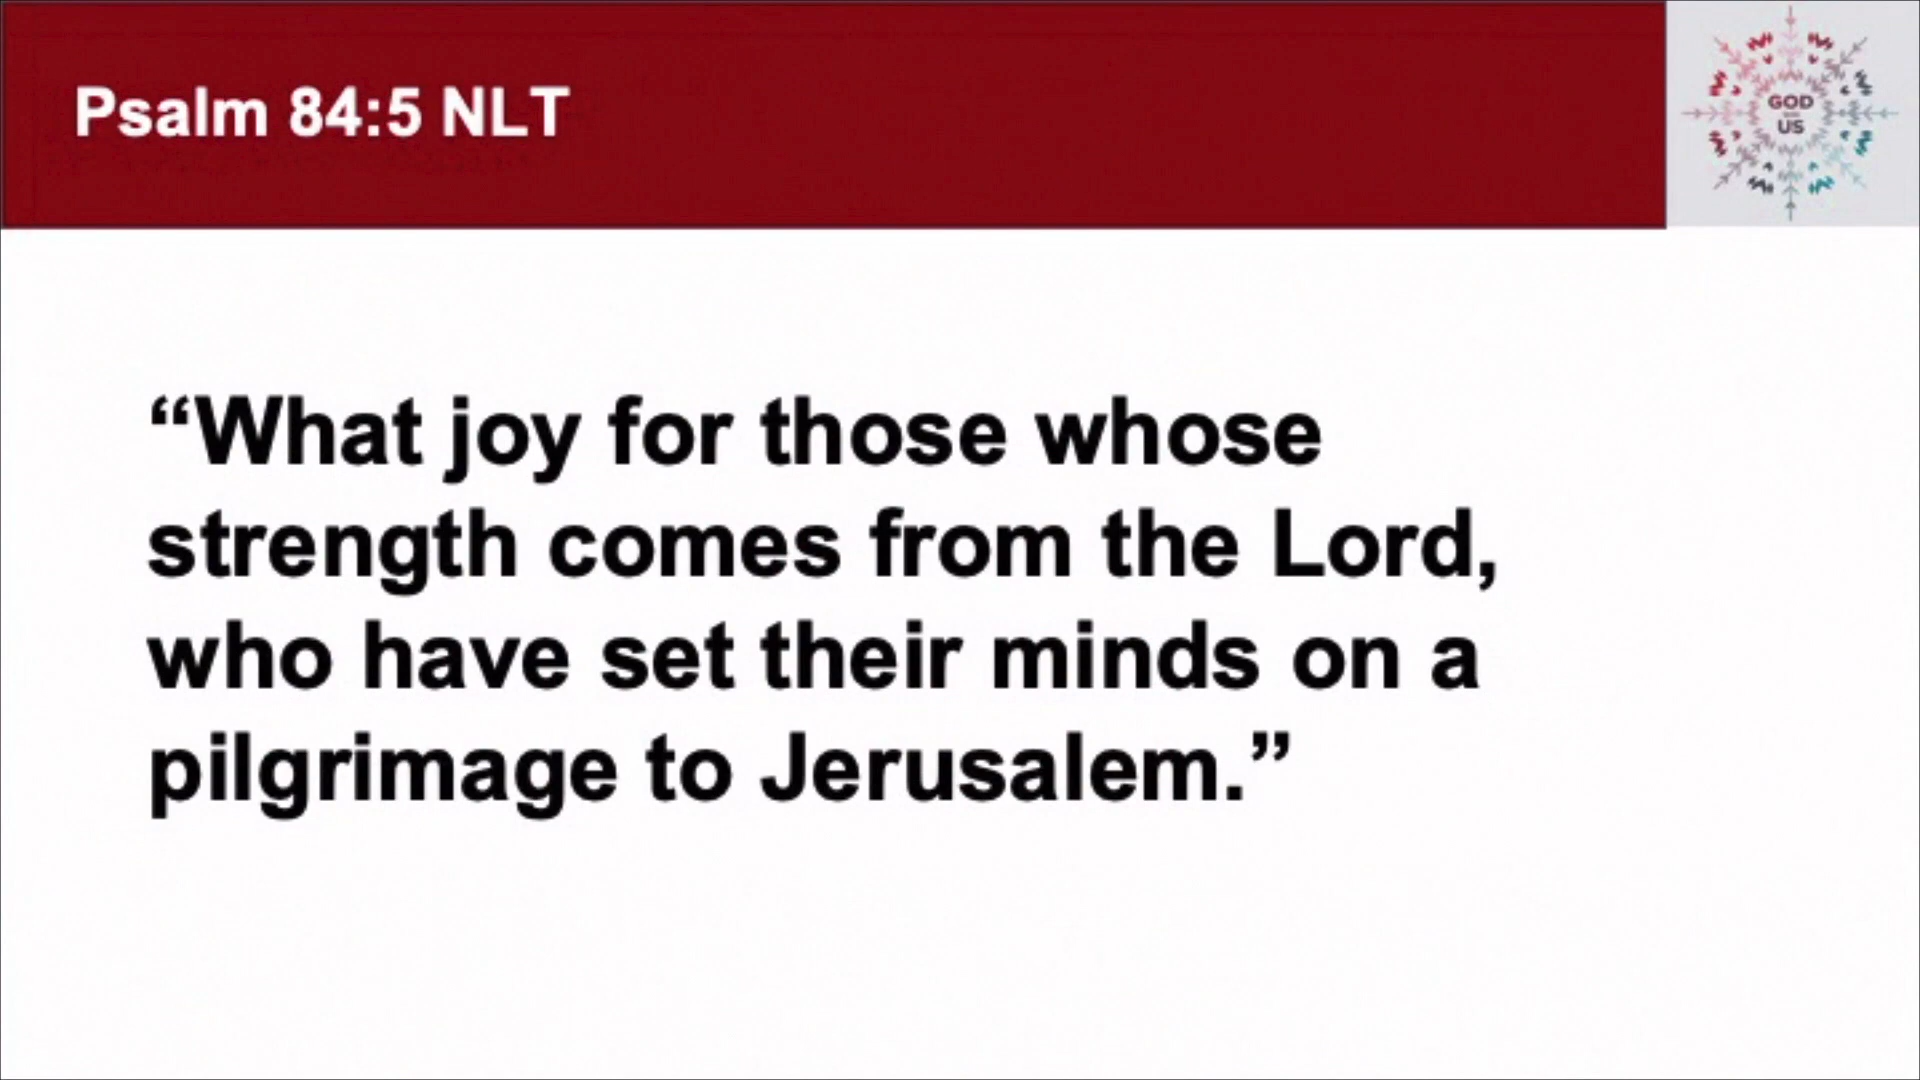 Psalm 84:5 NLT
GOD
US
“What joy for those whose
strength comes from the Lord,
who have set their minds on a
pilgrimage to Jerusalem.”